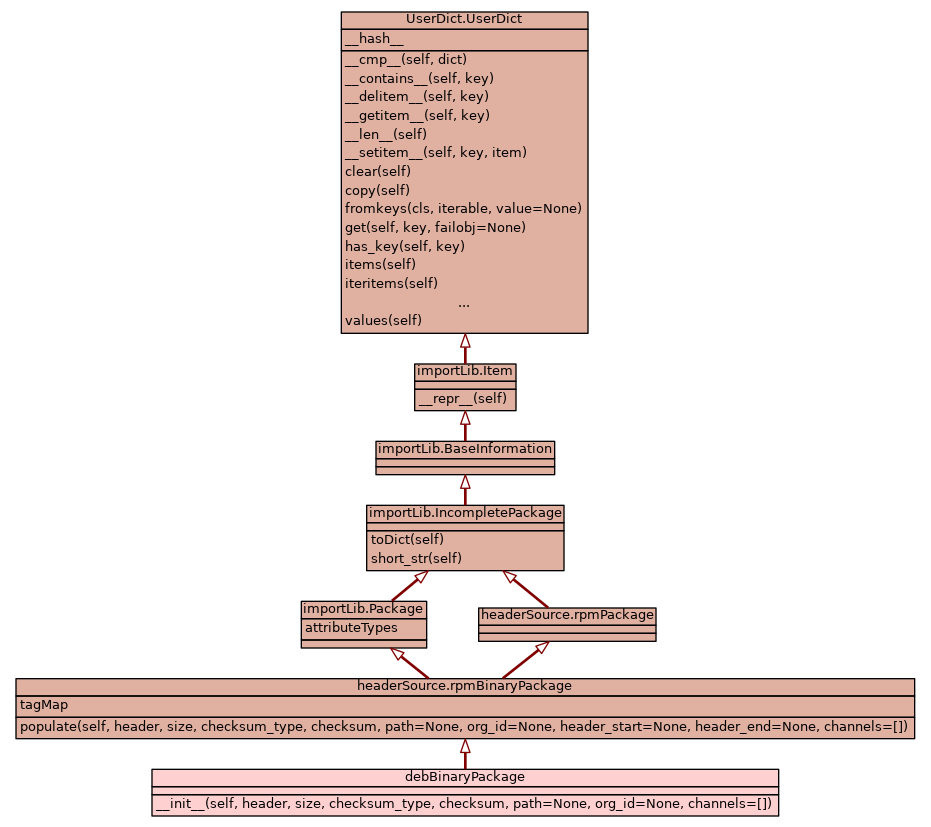 UserDict.UserDict
__hash__
__cmp__(self, dict)
__contains__(self, key)
__delitem__(self, key)
__getitem__(self, key)
__len__(self)
__setitem__(self, key, item)
clear(self)
copy(self)
fromkeys(cls, iterable, value=None)
get(self, key, failobj=None)
has_key(self, key)
items(self)
iteritems(self)
...
values(self)
importLib.Item
__repr__(self)
importLib.BaseInformation
importLib.IncompletePackage
toDict(self)
short_str(self)
importLib.Package
attributeTypes
headerSource.rpmPackage
headerSource.rpmBinaryPackage
tagMap
populate(self, header, size, checksum_type, checksum, path=None, org_id=None, header_start=None, header_end=None, channels=[])
debBinaryPackage
__init__(self, header, size, checksum_type, checksum, path=None, org_id=None, channels=[])